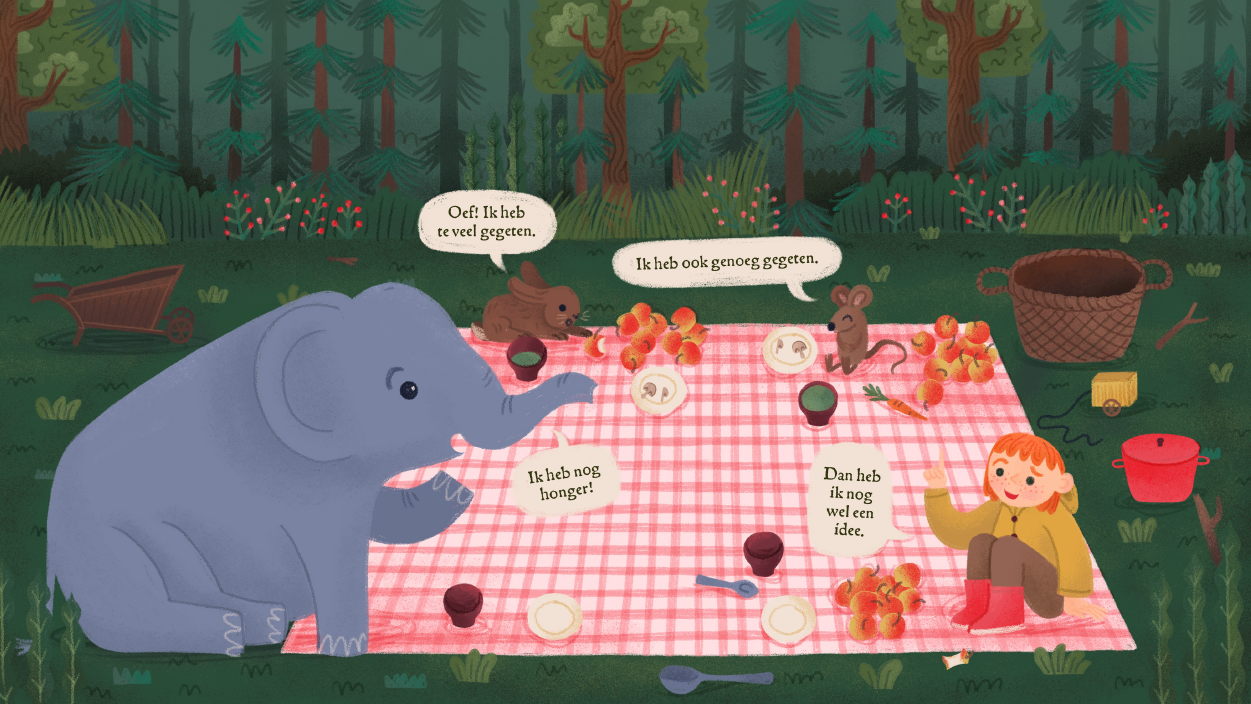 Oef! Ik heb
te veel gegeten.
Ik heb ook genoeg gegeten.
Ik heb nog
honger!
Dan heb
ik nog
wel een
idee.